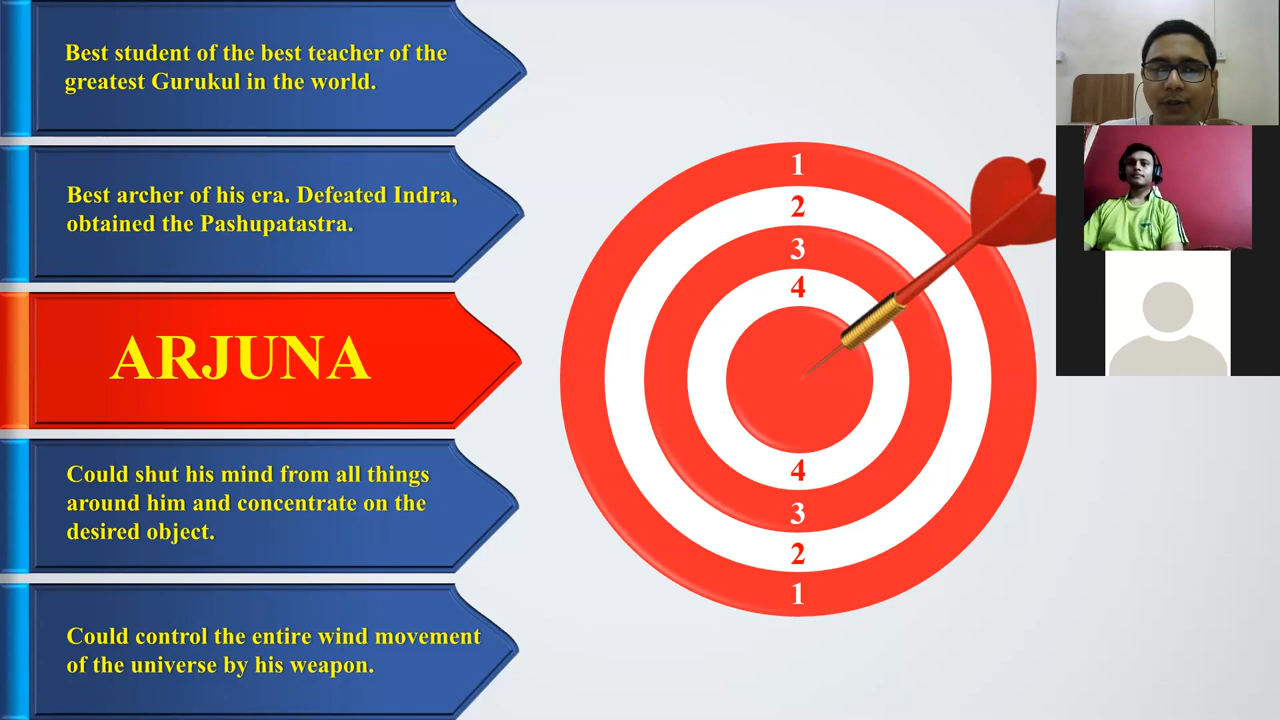 Best student of the best teacher of the
greatest Gurukul in the world.
Best archer of his era. Defeated Indra,
obtained the Pashupatastra.
ARJUNA
Could shut his mind from all things
around him and concentrate on the
desired object.
Could control the entire wind movement
of the universe by his weapon.
1
2
3
4
4
3
2
1